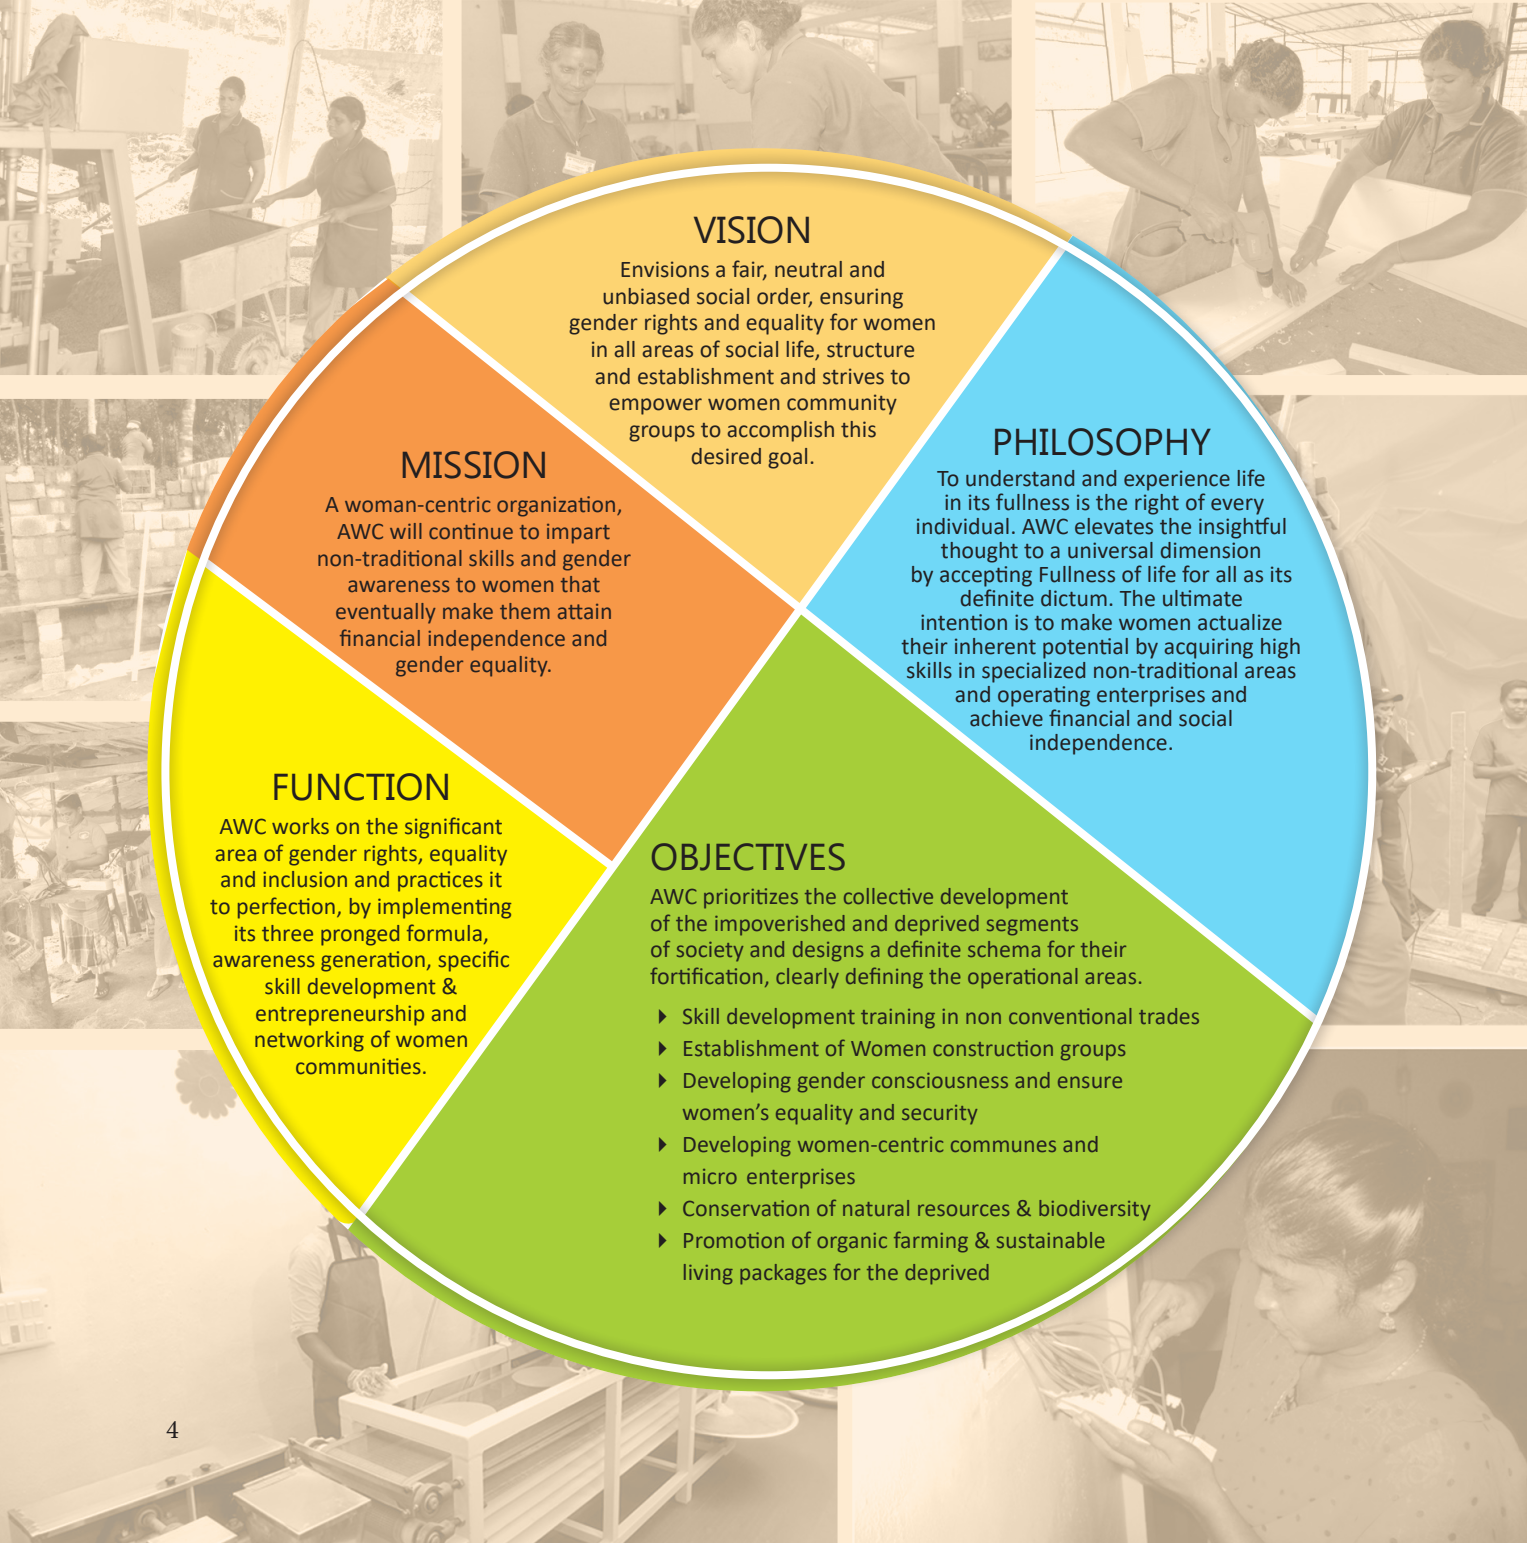 VISION
Envisions a fair, neutral and
unbiased social order, ensuring
gender rights and equality for women
in all areas of social life, structure
and establishment and strives to
empower women community
groups to accomplish this
desired goal.
PHILOSOPHY
To understand and experience life
in its fullness is the right of every
individual. AWC elevates the insightful
thought to a universal dimension
by accepting Fullness of life for all as its
definite dictum. The ultimate
intention is to make women actualize
their inherent potential by acquiring high
skills in specialized non-traditional areas
and operating enterprises and
achieve financial and social
independence.
MISSION
A woman-centric organization,
AWC will continue to impart
non-traditional skills and gender
awareness to women that
eventually make them attain
financial independence and
gender equality.
FUNCTION
AWC works on the significant
area of gender rights, equality
and inclusion and practices it
to perfection, by implementing
its three pronged formula,
awareness generation, specific
skill development &
entrepreneurship and
networking of women
communities.
OBJECTIVES
AWC prioritizes the collective development
of the impoverished and deprived segments
of society and designs a definite schema for their
fortification, clearly defining the operational areas.
Skill development training in non conventional trades
Establishment of Women construction groups
Developing gender consciousness and ensure
women’s equality and security
Developing women-centric communes and
micro enterprises
Conservation of natural resources & biodiversity
Promotion of organic farming & sustainable
living packages for the deprived
4